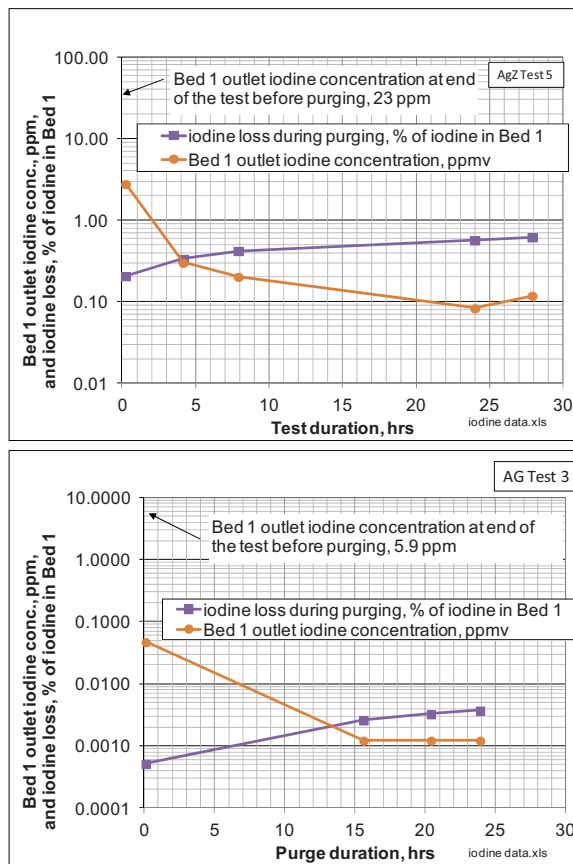 100.00
AgZ Test 5
Bed 1 outlet iodine concentration at end
of the test before purging, 23 ppm
10.00
iodine loss during purging, % of iodine in Bed 1
Bed 1 outlet iodine concentration, ppmv
1.00
0.10
0.01
Bed 1 outlet iodine conc., ppm,
and iodine loss, % of iodine in Bed 1
0 5 10 15 20 25 30
Test duration, hrs
iodine data.xls
AG Test 3
10.0000
Bed 1 outlet iodine concentration at end of
the test before purging, 5.9 ppm
1.0000
iodine loss during purging, % of iodine in Bed 1
Bed 1 outlet iodine concentration, ppmv
0.1000
0.0100
0.0010
0.0001
Bed 1 outlet iodine conc., ppm,
and iodine loss, % of iodine in Bed 1
0 5 10 15 20 25 30
Purge duration, hrs
iodine data.xls